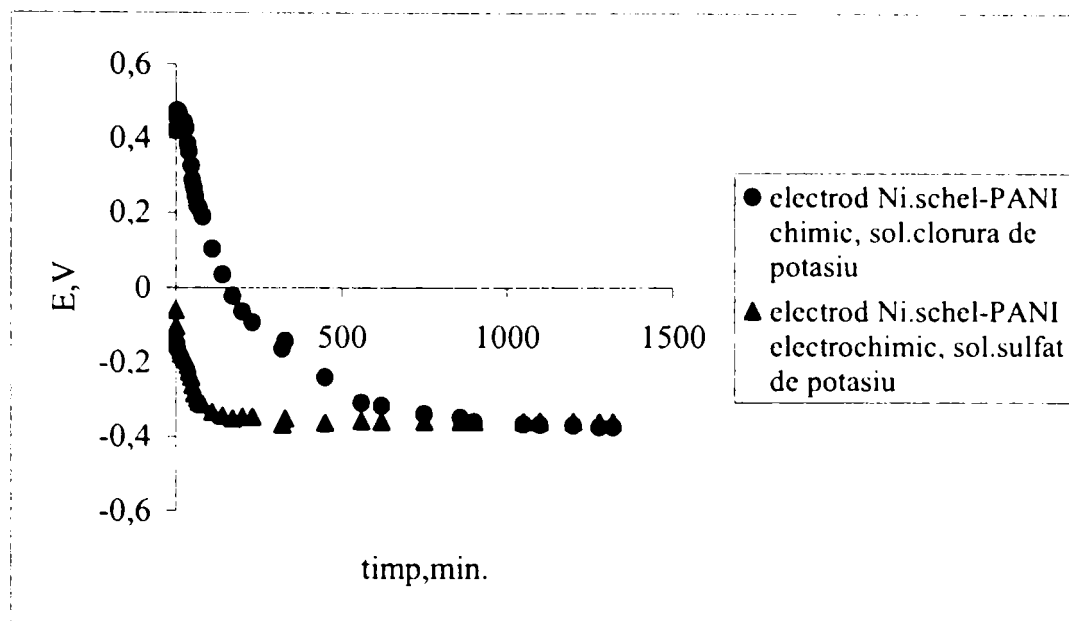 0,6
0,4
0,2
0
-0,2
-0,4
-0,6
E,V
500
1000
1500
timp,min.
electrod Ni.schel-PANI
chimic, sol.clorura de
potasiu
electrod Ni.schel-PANI
electrochimic, sol.sulfat
de potasiu